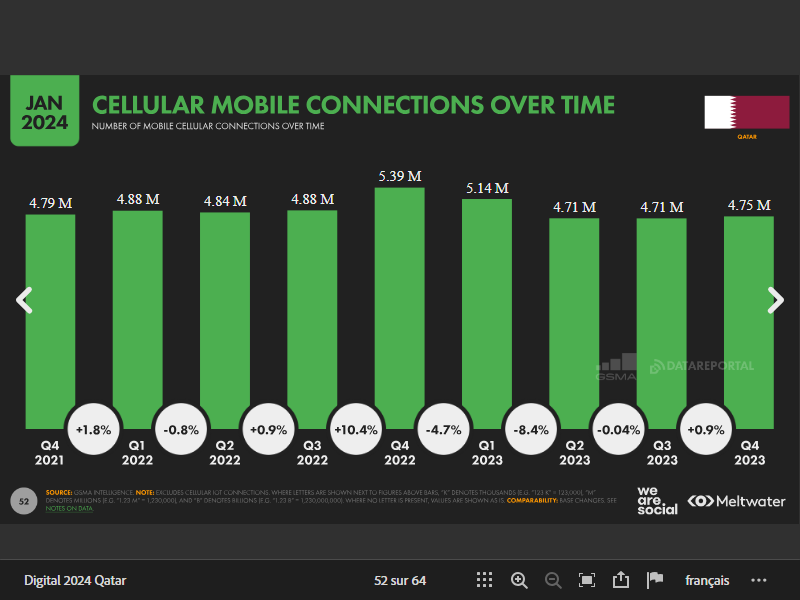 JAN
2024
CELLULAR MOBILE CONNECTIONS OVER TIME
NUMBER OF MOBILE CELLULAR CONNECTIONS OVER TIME
QATAR
4.79 M
4.88 M
4.84 M
4.88 M
5.39 M
5.14 M
4.71 M
4.71 M
4.75 M
GSMA
DATAREPORTAL
+1.8%
-0.8%
+0.9%
+10.4%
-4.7%
-8.4%
-0.04%
+0.9%
Q4
2021
Q1
2022
Q2
2022
Q3
2022
Q4
2022
Q1
2023
Q2
2023
Q3
2023
Q4
2023
52
SOURCE: GSMA INTELLIGENCE. NOTE: EXCLUDES CELLULAR IOT CONNECTIONS. WHERE LETTERS ARE SHOWN NEXT TO FIGURES ABOVE BARS, "K" DENOTES THOUSANDS (E.G. "123 K" = 123,000), "M"
DENOTES MILLIONS (E.G. "1.23 M" = 1,230,000), AND "B" DENOTES BILLIONS (E.G. "1.23 B" = 1,230,000,000). WHERE NO LETTER IS PRESENT, VALUES ARE SHOWN AS IS. COMPARABILITY: BASE CHANGES. SEE
NOTES ON DATA.
we
are.
social
Meltwater
Digital 2024 Qatar
52 sur 64
français